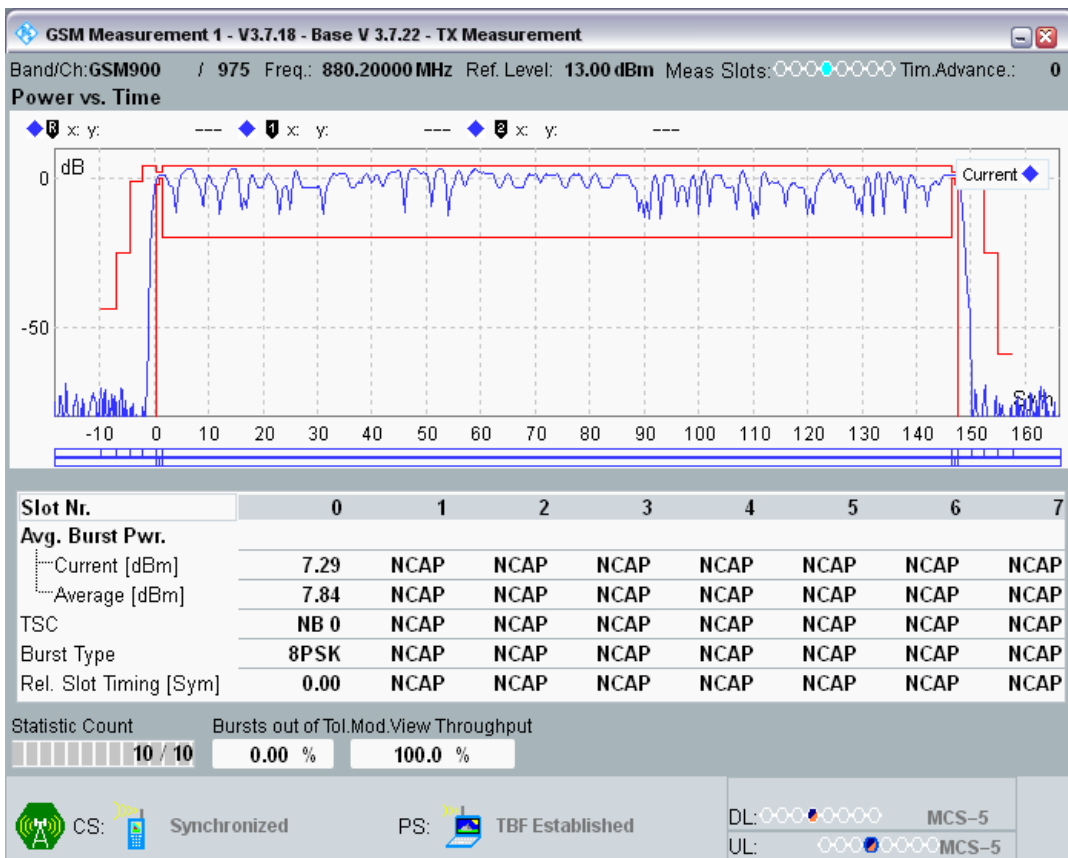 GSM Measurement 1 - V3.7.18 - Base V 3.7.22 - TX Measurement
Band/Ch:GSM900 / 975 Freq.: 880.20000 MHz Ref. Level: 13.00 dBm Meas Slots: Tim.Advance.: 0
Power vs. Time
R x: y: --- 1 x: y: --- 2 x: y: ---
dB
Current
0
-50
Sym
-10 0 10 20 30 40 50 60 70 80 90 100 110 120 130 140 150 160
Slot Nr. 0 1 2 3 4 5 6 7
Avg. Burst Pwr.
Current [dBm] 7.29 NCAP NCAP NCAP NCAP NCAP NCAP NCAP
Average [dBm] 7.84 NCAP NCAP NCAP NCAP NCAP NCAP NCAP
TSC NB 0 NCAP NCAP NCAP NCAP NCAP NCAP NCAP
Burst Type 8PSK NCAP NCAP NCAP NCAP NCAP NCAP NCAP
Rel. Slot Timing [Sym] 0.00 NCAP NCAP NCAP NCAP NCAP NCAP NCAP
Statistic Count Bursts out of Tol.Mod.View Throughput
10 / 10 0.00 % 100.0 %
CS: Synchronized PS: TBF Established DL: MCS-5
UL: MCS-5